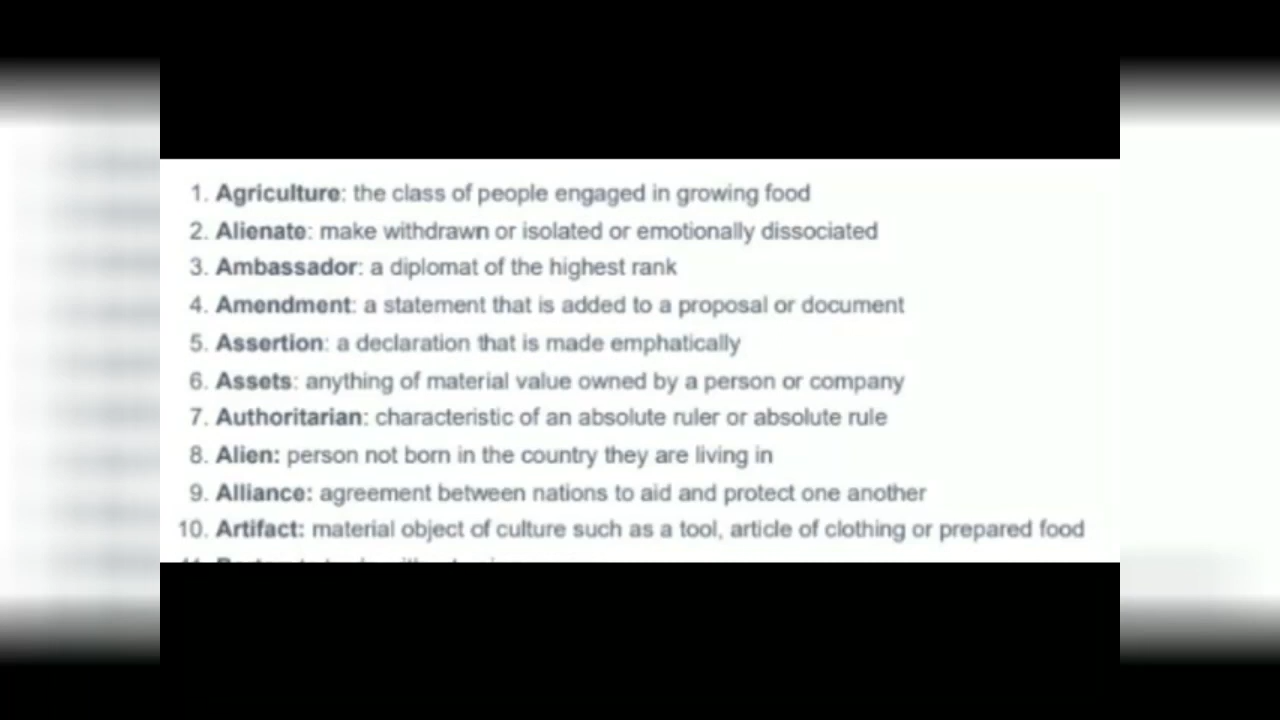 1. Agriculture: the class of people engaged in growing food
2. Alienate: make withdrawn or isolated or emotionally dissociated
3. Ambassador: a diplomat of the highest rank
4. Amendment: a statement that is added to a proposal or document
5. Assertion: a declaration that is made emphatically
6. Assets: anything of material value owned by a person or company
7. Authoritarian: characteristic of an absolute ruler or absolute rule
8. Alien: person not born in the country they are living in
9. Alliance: agreement between nations to aid and protect one another
10. Artifact: material object of culture such as a tool, article of clothing or prepared food